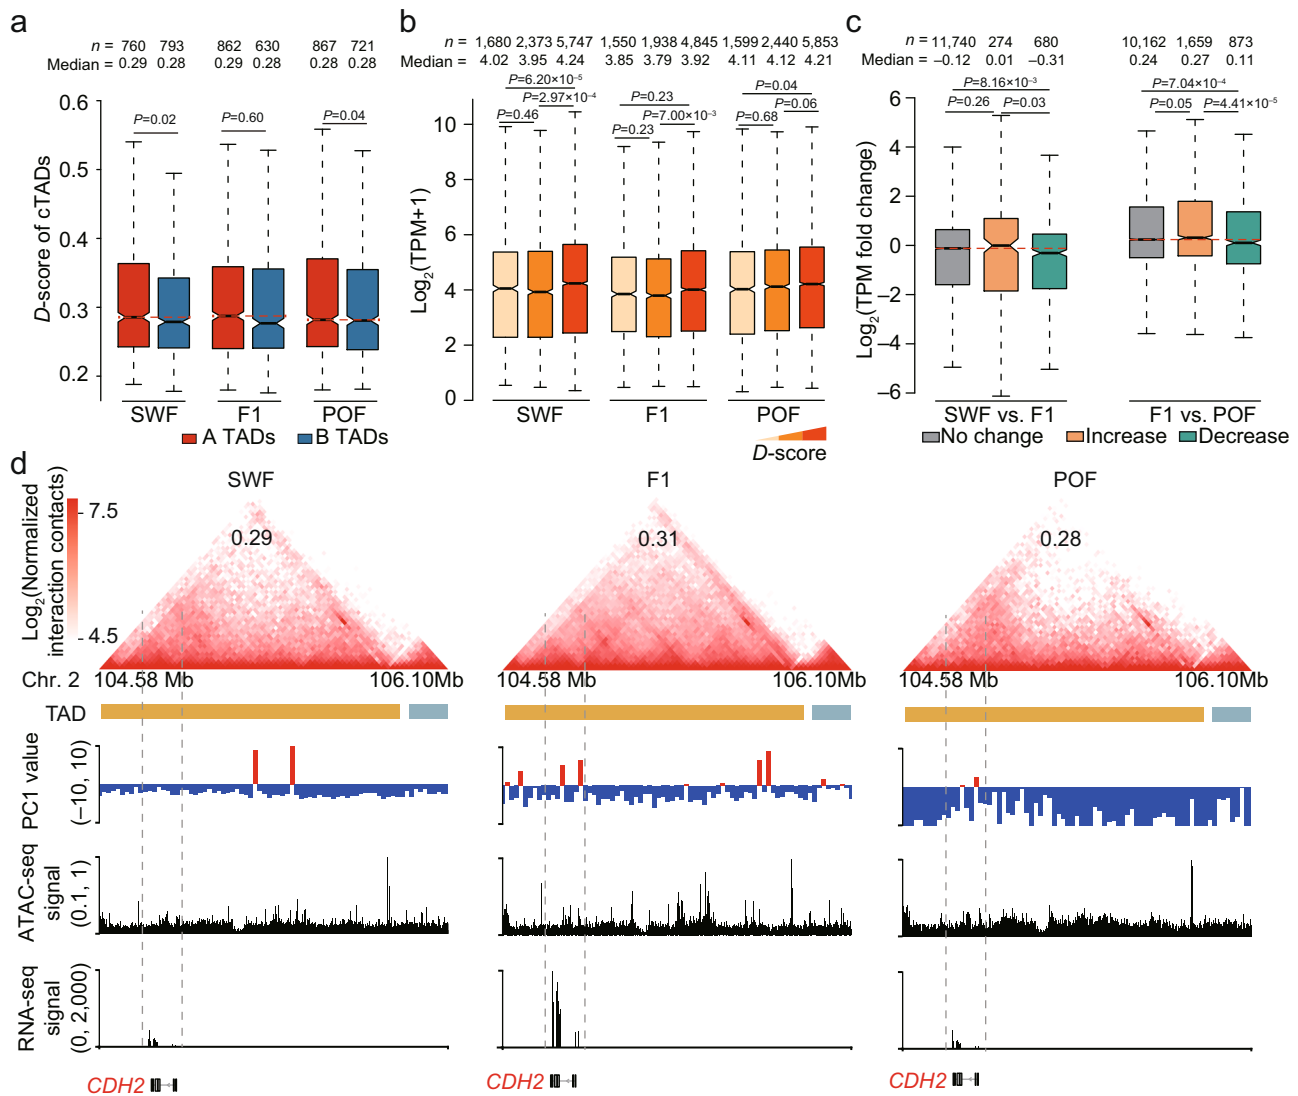 a
n = 760 793 862 630 867 721
Median = 0.29 0.28 0.29 0.28 0.28 0.28
D-score of cTADs
0.6
0.5
0.4
0.3
0.2
P=0.02
P=0.60
P=0.04
SWF F1 POF
A TADs B TADs
b
n = 1,680 2,373 5,747 1,550 1,938 4,845 1,599 2,440 5,853
Median = 4.02 3.95 4.24 3.85 3.79 3.92 4.11 4.12 4.21
Log2(TPM+1)
10
8
6
4
2
0
P=6.20×10⁻⁵
P=2.97×10⁻⁴
P=0.46
P=0.23
P=7.00×10⁻³
P=0.23
P=0.04
P=0.06
P=0.68
SWF F1 POF
D-score
c
n = 11,740 274 680 10,162 1,659 873
Median = –0.12 0.01 –0.31 0.24 0.27 0.11
Log2(TPM fold change)
6
4
2
0
–2
–4
–6
P=8.16×10⁻³
P=0.26 P=0.03
P=7.04×10⁻⁴
P=0.05 P=4.41×10⁻⁵
SWF vs. F1 F1 vs. POF
No change Increase Decrease
d
SWF F1 POF
Log2(Normalized
interaction contacts)
7.5
4.5
0.29 0.31 0.28
Chr. 2 104.58 Mb 106.10Mb 104.58 Mb 106.10Mb 104.58 Mb 106.10Mb
TAD
PC1 value
(–10, 10)
ATAC-seq
signal
(0.1, 1)
RNA-seq
signal
(0, 2,000)
CDH2 CDH2 CDH2